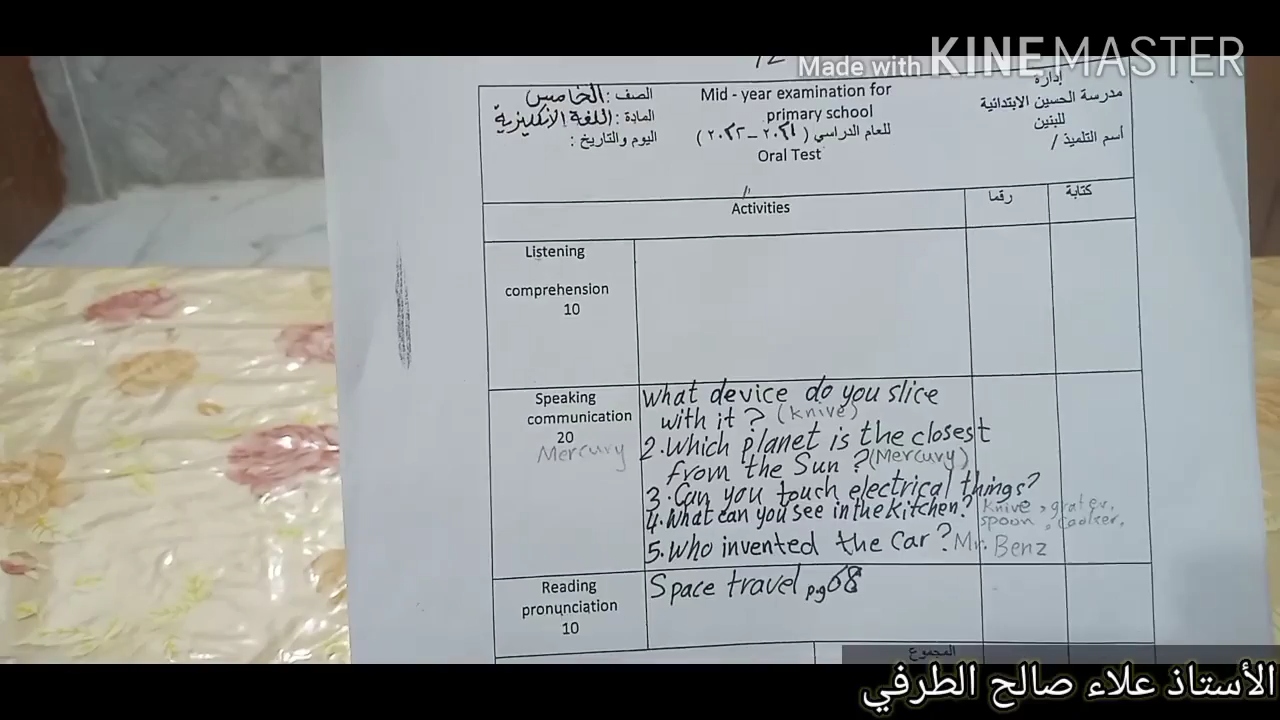 Made with KINEMASTER
إدارة
مدرسة الحسين الابتدائية
للبنين
أسم التلميذ /
Mid - year examination for
primary school
للعام الدراسي ( ٢٠٢١ - ٢٠٢٢ )
Oral Test
الصف : الخامس
المادة : اللغة الانكليزية
اليوم والتاريخ :
Activities
رقما
كتابة
Listening
comprehension
10
Speaking
communication
20
Mercury
What device do you slice
with it ? (knive)
2. Which planet is the closest
from the Sun ? (Mercury)
3. Can you touch electrical things?
4. What can you see in the kitchen? knive, grater,
spoon, cooker,
5. Who invented the Car ? Mr. Benz
Reading
pronunciation
10
Space travel pg 68
المجموع
الأستاذ علاء صالح الطرفي